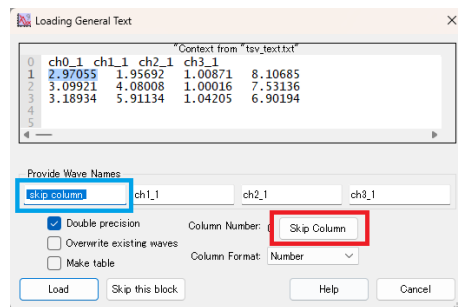 Loading General Text
"Context from "tsv_text.txt"
0 ch0_1 ch1_1 ch2_1 ch3_1
1 2.97055 1.95692 1.00871 8.10685
2 3.09921 4.08008 1.00016 7.53136
3 3.18934 5.91134 1.04205 6.90194
4
5
Provide Wave Names
skip column ch1_1 ch2_1 ch3_1
Double precision Column Number: Skip Column
Overwrite existing waves
Make table Column Format: Number
Load Skip this block Help Cancel